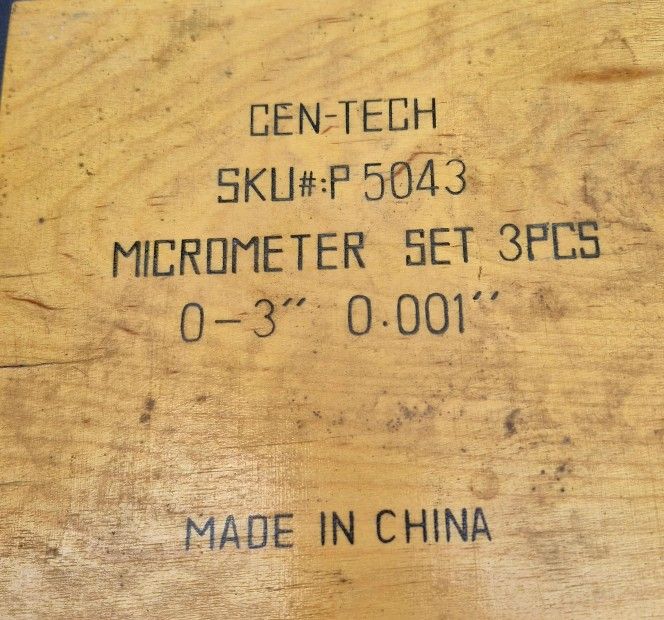 CEN-TECH
SKU#:P 5043
MICROMETER SET 3PCS
0-3" 0.001"
MADE IN CHINA